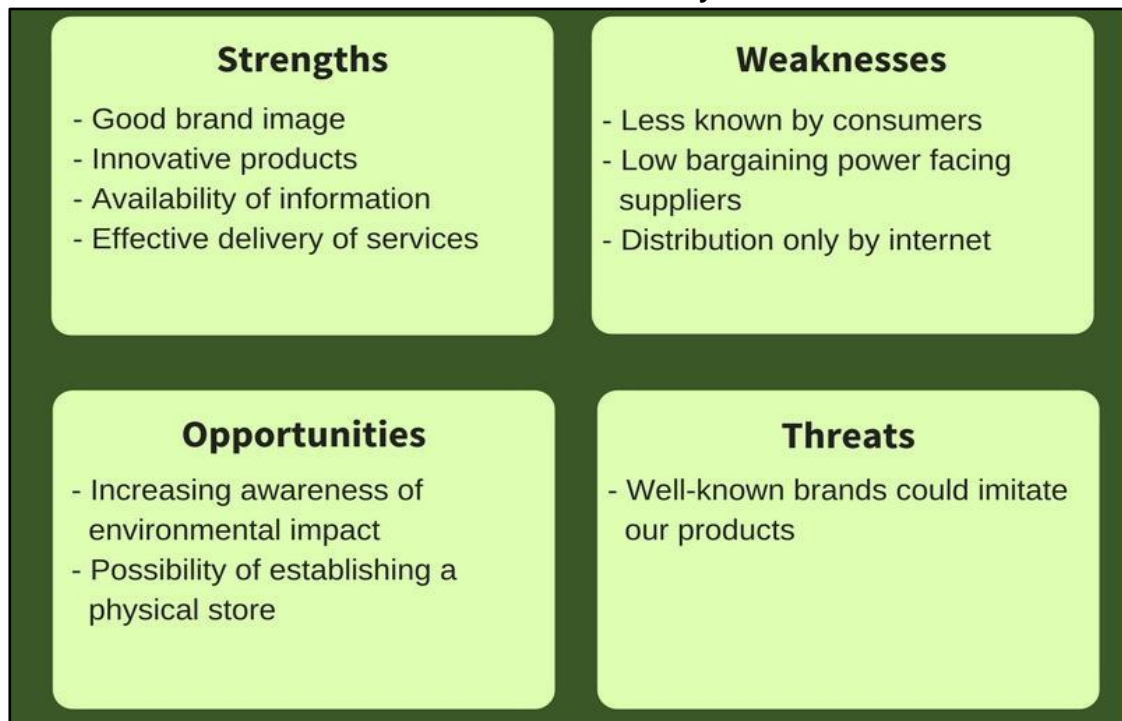 Strengths
- Good brand image
- Innovative products
- Availability of information
- Effective delivery of services
Weaknesses
- Less known by consumers
- Low bargaining power facing
suppliers
- Distribution only by internet
Opportunities
- Increasing awareness of
environmental impact
- Possibility of establishing a
physical store
Threats
- Well-known brands could imitate
our products